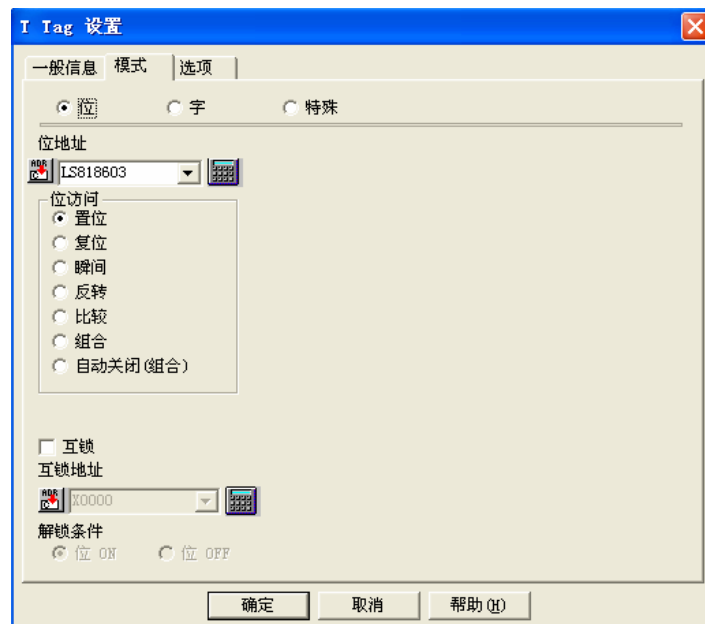 T Tag 设置
一般信息 模式 选项
位 字 特殊
位地址
ADR
LS818603
位访问
置位
复位
瞬间
反转
比较
组合
自动关闭(组合)
互锁
互锁地址
ADR
X0000
解锁条件
位 ON 位 OFF
确定 取消 帮助(H)